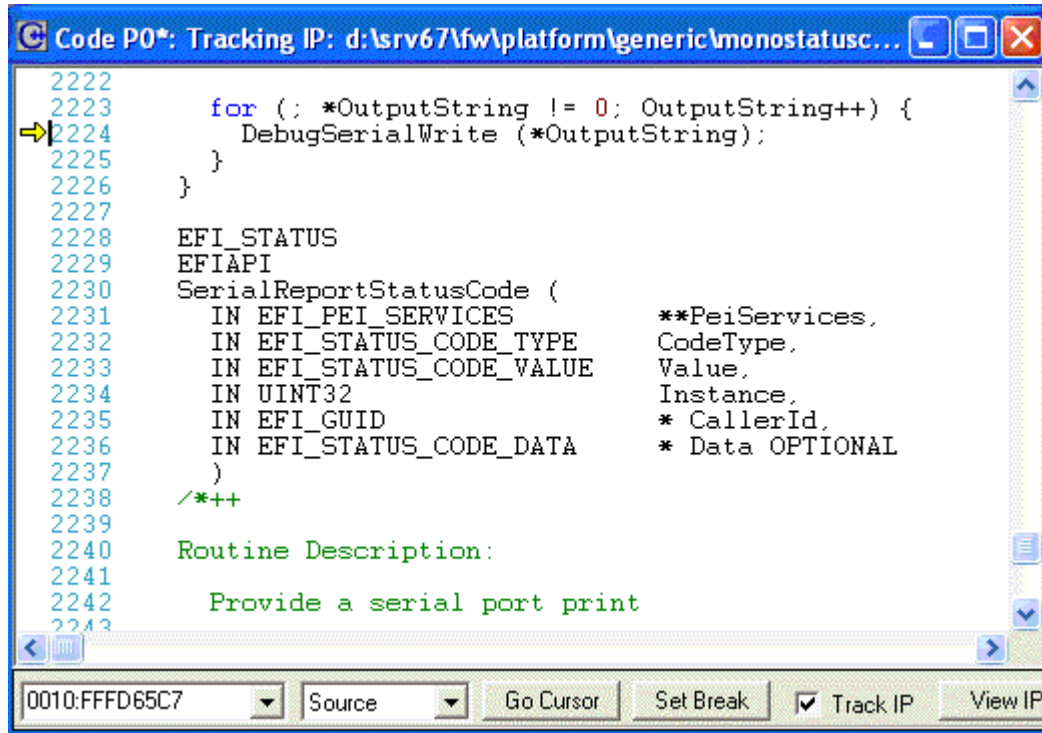 Code P0*: Tracking IP: d:\srv67\fw\platform\generic\monostatusc...
2222
2223 for (; *OutputString != 0; OutputString++) {
2224 DebugSerialWrite (*OutputString);
2225 }
2226 }
2227
2228 EFI_STATUS
2229 EFIAPI
2230 SerialReportStatusCode (
2231 IN EFI_PEI_SERVICES **PeiServices,
2232 IN EFI_STATUS_CODE_TYPE CodeType,
2233 IN EFI_STATUS_CODE_VALUE Value,
2234 IN UINT32 Instance,
2235 IN EFI_GUID * CallerId,
2236 IN EFI_STATUS_CODE_DATA * Data OPTIONAL
2237 )
2238 /*++
2239
2240 Routine Description:
2241
2242 Provide a serial port print
2243
0010:FFFD65C7 Source Go Cursor Set Break Track IP View IP